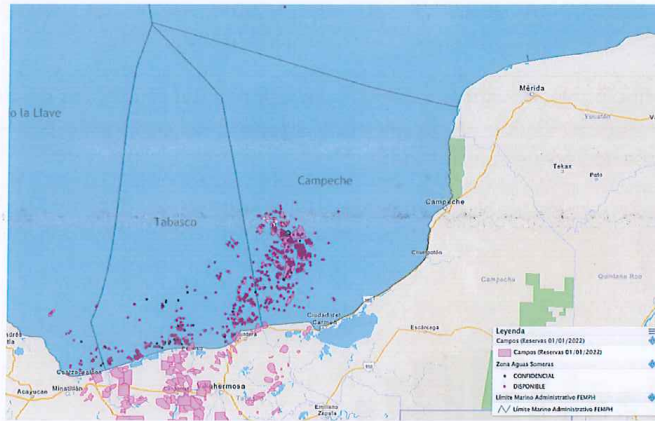 o la Llave
Mérida
Yucatán
Tekax
Peto
Campeche
Tabasco
Campeche
Champotón
Campeche
Quintana Roo
Ciudad del
Carmen
Escárcega
Coatzacoalcos
Acayucan
Minatitlán
Villahermosa
Emiliano
Zapata
Leyenda
Campos (Reservas 01/01/2022)
Campos (Reservas 01/01/2022)
Zona Aguas Someras
CONFIDENCIAL
DISPONIBLE
Límite Marino Administrativo FEMPH
Límite Marino Administrativo FEMPH